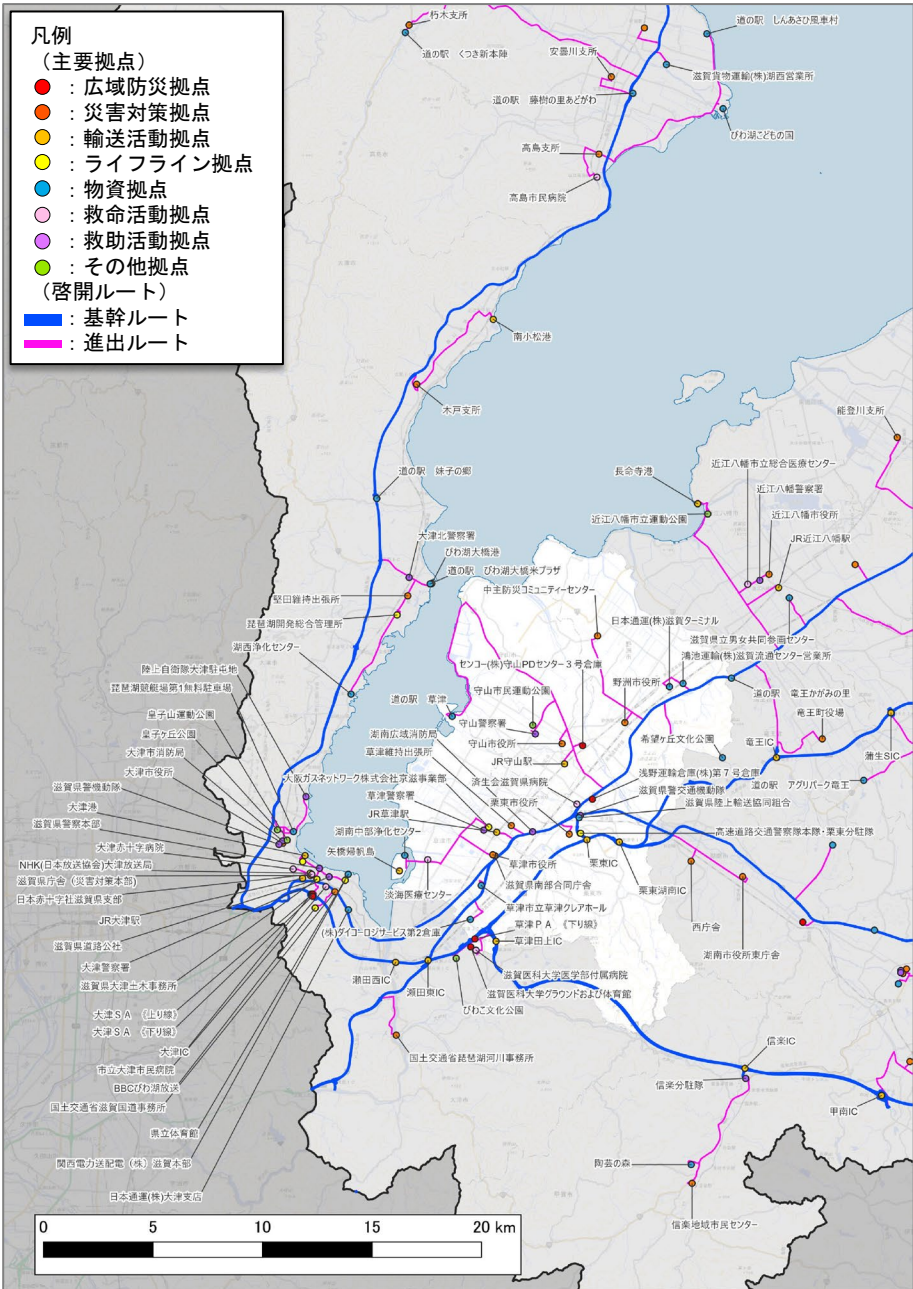 凡例
(主要拠点)
：広域防災拠点
：災害対策拠点
：輸送活動拠点
：ライフライン拠点
：物資拠点
：救命活動拠点
：救助活動拠点
：その他拠点
(啓開ルート)
：基幹ルート
：進出ルート
朽木支所
道の駅　くつき新本陣
道の駅　しんあさひ風車村
安曇川支所
滋賀貨物運輸(株)湖西営業所
道の駅　藤樹の里あどがわ
びわ湖こどもの国
高島支所
高島市民病院
南小松港
木戸支所
能登川支所
近江八幡市立総合医療センター
長命寺港
近江八幡警察署
道の駅　妹子の郷
近江八幡市立運動公園
近江八幡市役所
JR近江八幡駅
大津北警察署
びわ湖大橋港
道の駅　びわ湖大橋米プラザ
中主防災コミュニティーセンター
堅田維持出張所
日本通運(株)滋賀ターミナル
琵琶湖開発総合管理所
滋賀県立男女共同参画センター
湖西浄化センター
センコー(株)守山PDセンター３号倉庫
鴻池運輸(株)滋賀流通センター営業所
陸上自衛隊大津駐屯地
琵琶湖競艇場第1無料駐車場
道の駅　草津
守山市民運動公園
野洲市役所
道の駅　竜王かがみの里
皇子山運動公園
守山警察署
竜王町役場
皇子ヶ丘公園
湖南広域消防局
守山市役所
希望ヶ丘文化公園
竜王IC
大津市消防局
草津維持出張所
JR守山駅
蒲生SIC
大津市役所
大阪ガスネットワーク株式会社京滋事業部
済生会滋賀県病院
浅野運輸倉庫(株)第７号倉庫
道の駅　アグリパーク竜王
滋賀県警機動隊
草津警察署
栗東市役所
滋賀県警交通機動隊
大津港
JR草津駅
滋賀県陸上輸送協同組合
滋賀県警察本部
湖南中部浄化センター
高速道路交通警察隊本部・栗東分駐隊
大津赤十字病院
矢橋帰帆島
草津市役所
栗東IC
NHK(日本放送協会)大津放送局
滋賀県南部合同庁舎
栗東湖南IC
滋賀県庁舎（災害対策本部）
淡海医療センター
草津市立草津クレアホール
西庁舎
日本赤十字社滋賀県支部
(株)ダイコーロジサービス第2倉庫
草津ＰＡ　《下り線》
湖南市役所東庁舎
JR大津駅
草津田上IC
滋賀県道路公社
瀬田西IC
滋賀医科大学医学部付属病院
大津警察署
瀬田東IC
滋賀医科大学グラウンドおよび体育館
滋賀県大津土木事務所
びわこ文化公園
大津ＳＡ　《上り線》
大津ＳＡ　《下り線》
国土交通省琵琶湖河川事務所
信楽IC
大津IC
信楽分駐隊
市立大津市民病院
BBCびわ湖放送
甲南IC
国土交通省滋賀国道事務所
県立体育館
関西電力送配電（株）滋賀本部
陶芸の森
日本通運(株)大津支店
信楽地域市民センター
0 5 10 15 20 km